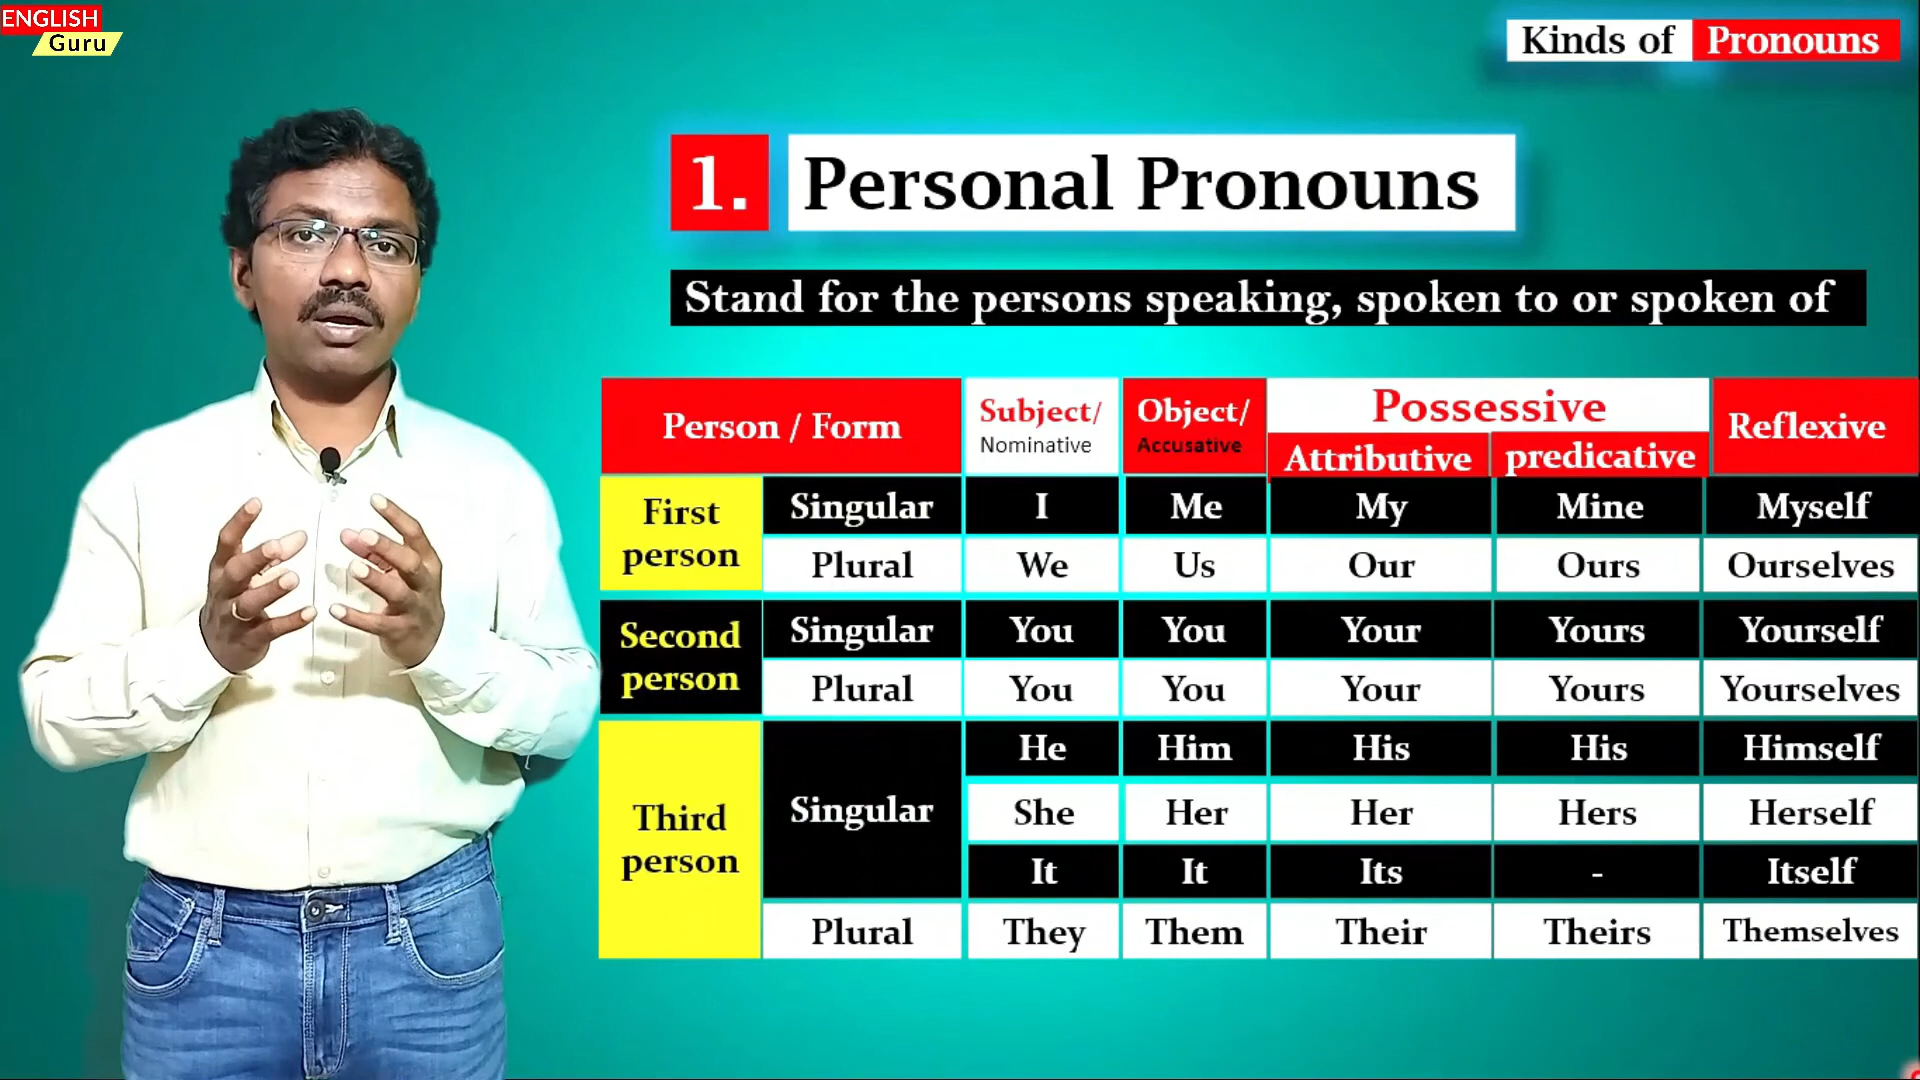 ENGLISH
Guru
Kinds of Pronouns
1. Personal Pronouns
Stand for the persons speaking, spoken to or spoken of
Person / Form
Subject/
Nominative
Object/
Accusative
Possessive
Attributive
predicative
Reflexive
First
person
Singular I Me My Mine Myself
Plural We Us Our Ours Ourselves
Second
person
Singular You You Your Yours Yourself
Plural You You Your Yours Yourselves
Third
person
Singular
He Him His His Himself
She Her Her Hers Herself
It It Its - Itself
Plural They Them Their Theirs Themselves